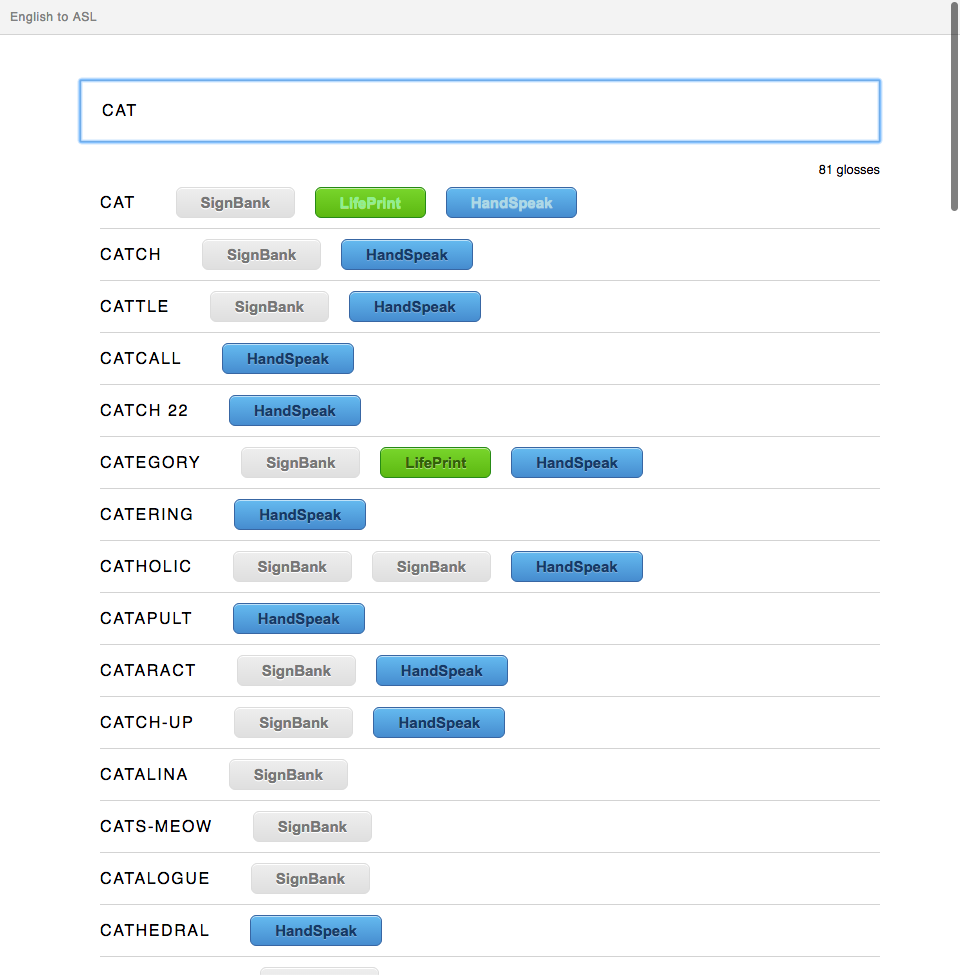 English to ASL
CAT
81 glosses
CAT SignBank LifePrint HandSpeak
CATCH SignBank HandSpeak
CATTLE SignBank HandSpeak
CATCALL HandSpeak
CATCH 22 HandSpeak
CATEGORY SignBank LifePrint HandSpeak
CATERING HandSpeak
CATHOLIC SignBank SignBank HandSpeak
CATAPULT HandSpeak
CATARACT SignBank HandSpeak
CATCH-UP SignBank HandSpeak
CATALINA SignBank
CATS-MEOW SignBank
CATALOGUE SignBank
CATHEDRAL HandSpeak